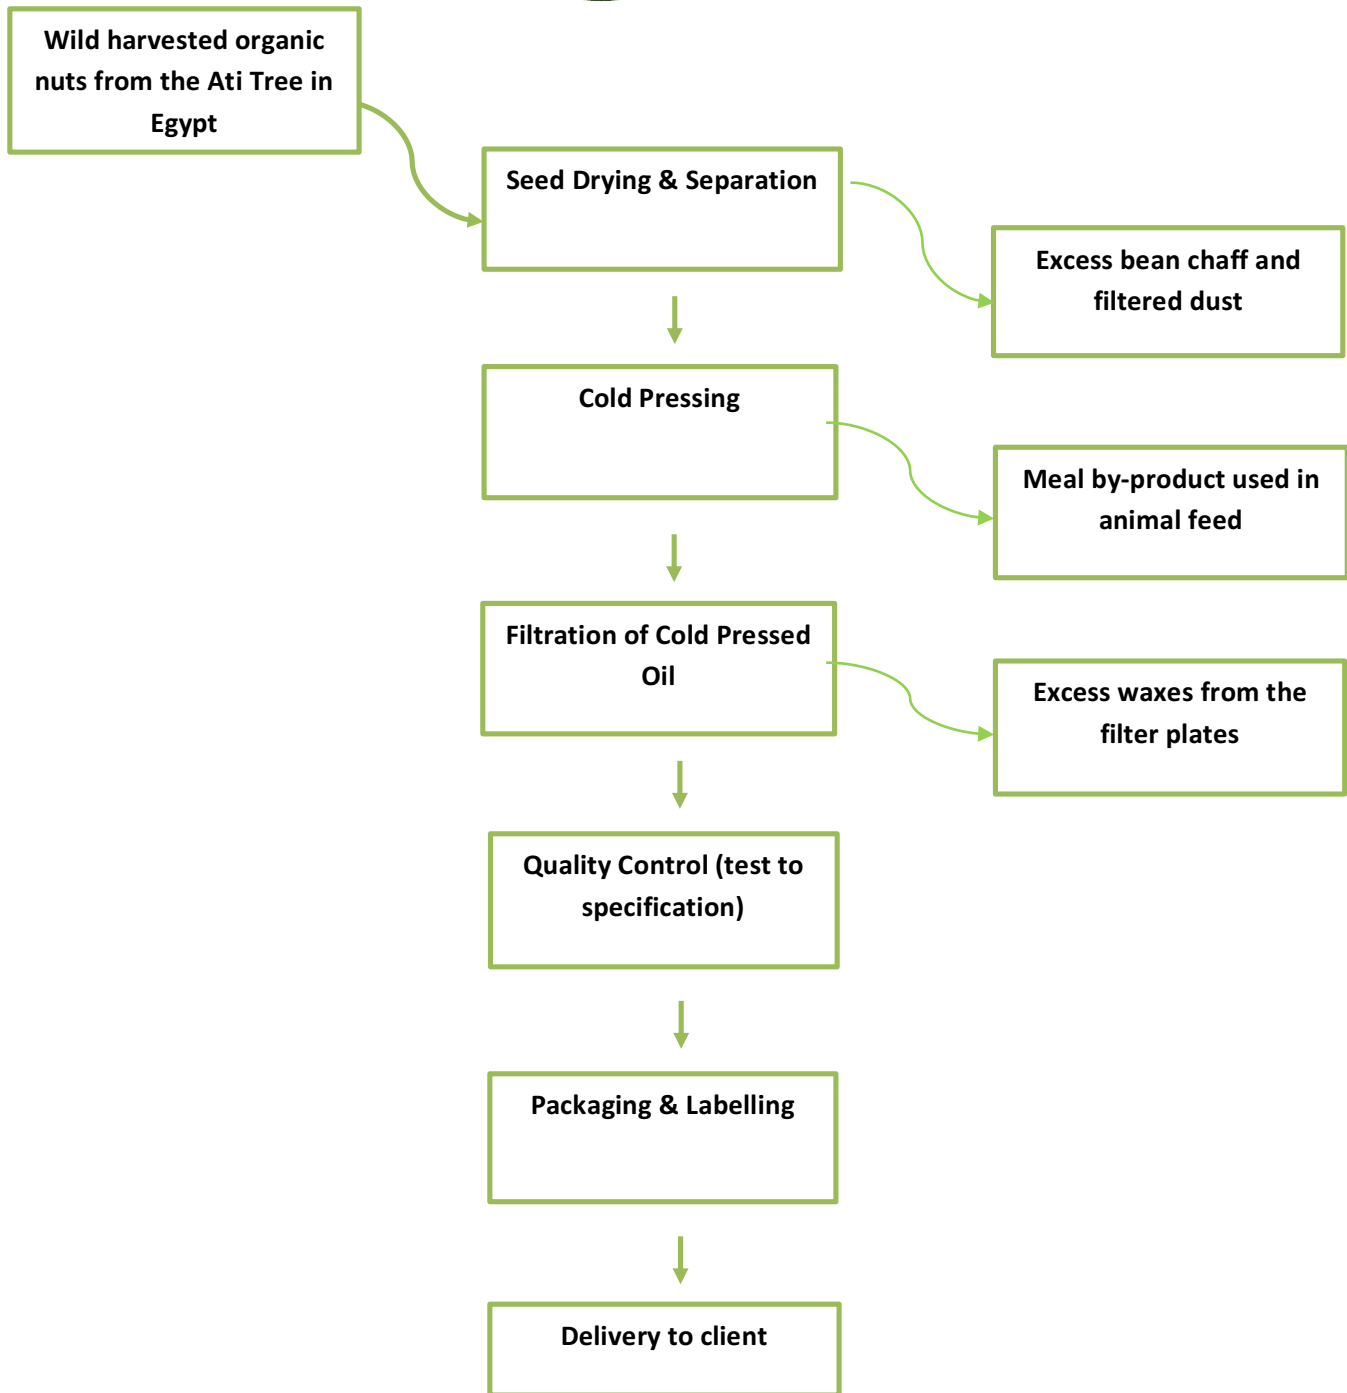 Wild harvested organic
nuts from the Ati Tree in
Egypt
Seed Drying & Separation
Excess bean chaff and
filtered dust
Cold Pressing
Meal by-product used in
animal feed
Filtration of Cold Pressed
Oil
Excess waxes from the
filter plates
Quality Control (test to
specification)
Packaging & Labelling
Delivery to client